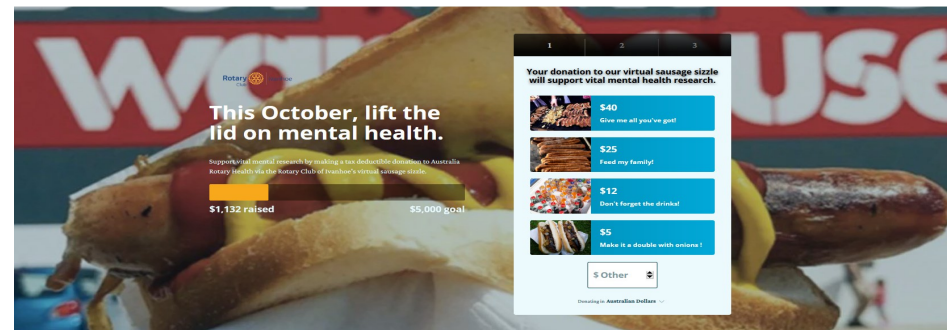 Rotary
Club
This October, lift the
lid on mental health.
Support vital mental research by making a tax deductible donation to Australia
Rotary Health via the Rotary Club of Ivanhoe's virtual sausage sizzle.
$1,132 raised
$5,000 goal
1
2
3
Your donation to our virtual sausage sizzle
will support vital mental health research.
$40
Give me all you've got!
$25
Feed my family!
$12
Don't forget the drinks!
$5
Make it a double with onions !
$ Other
Donating in Australian Dollars